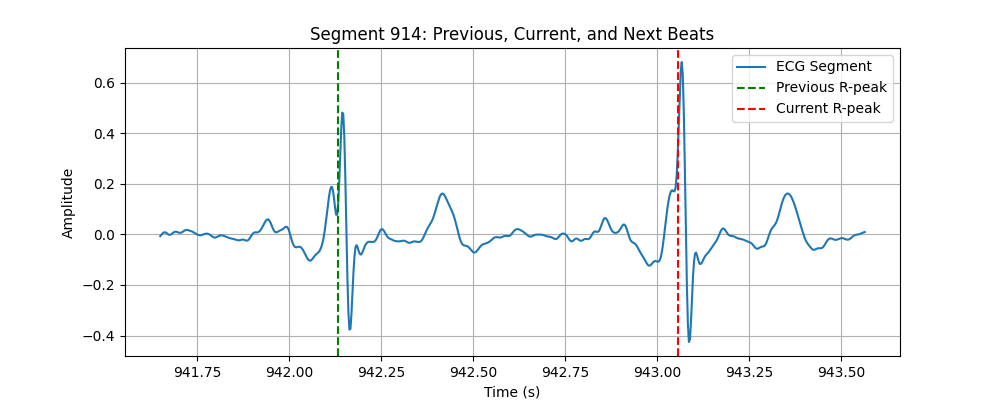 Segment 914: Previous, Current, and Next Beats
ECG Segment
Previous R-peak
Current R-peak
Amplitude
0.6
0.4
0.2
0.0
−0.2
−0.4
941.75 942.00 942.25 942.50 942.75 943.00 943.25 943.50
Time (s)